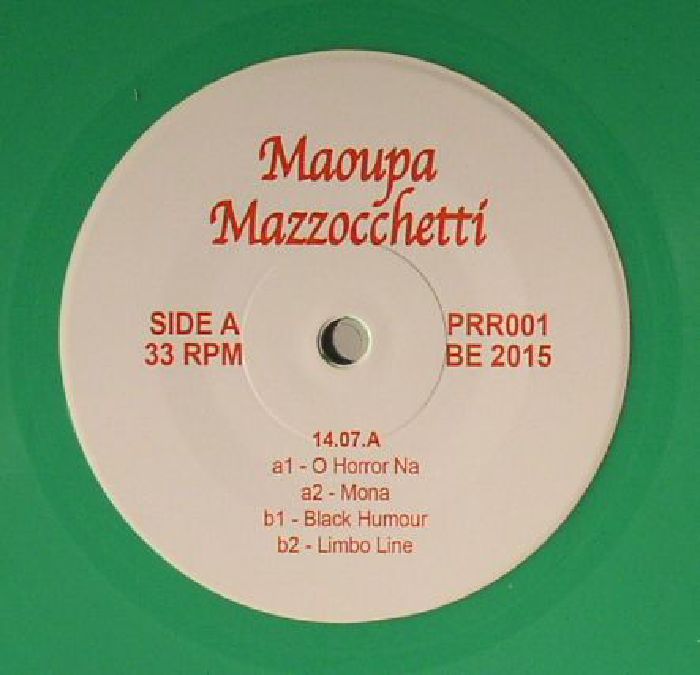 Maoupa
Mazzocchetti
SIDE A
33 RPM
PRR001
BE 2015
14.07.A
a1 - O Horror Na
a2 - Mona
b1 - Black Humour
b2 - Limbo Line